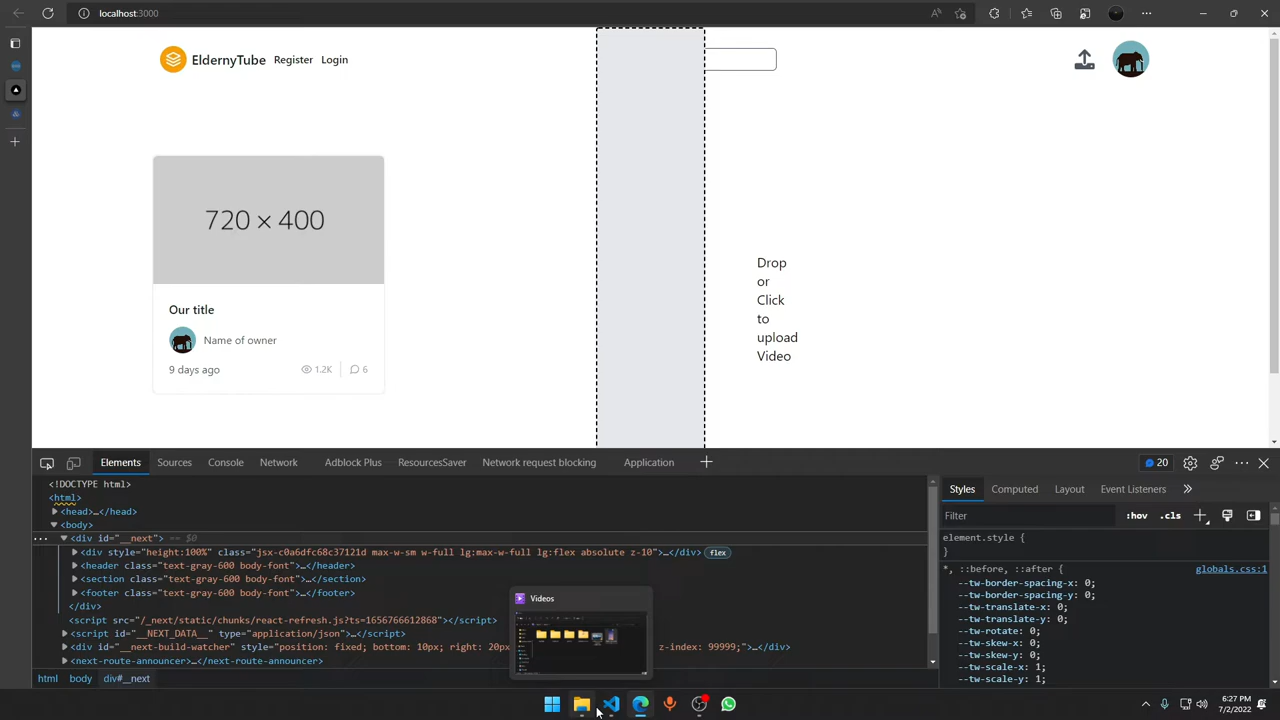 localhost:3000
EldernyTube Register Login
720 × 400
Our title
Name of owner
9 days ago 1.2K 6
Drop
or
Click
to
upload
Video
Elements Sources Console Network Adblock Plus ResourcesSaver Network request blocking Application 20
<!DOCTYPE html>
<html>
<head>…</head>
<body>
<div id="__next"> == $0
<div style="height:100%" class="jsx-c0a6dfc68c37121d max-w-sm w-full lg:max-w-full lg:flex absolute z-10">…</div> flex
<header class="text-gray-600 body-font">…</header>
<section class="text-gray-600 body-font">…</section>
<footer class="text-gray-600 body-font">…</footer>
</div>
<script src="/_next/static/chunks/react-refresh.js?ts=1656766612868"></script>
<script id="__NEXT_DATA__" type="application/json">…</script>
<div id="__next-build-watcher" style="position: fixed; bottom: 10px; right: 20px z-index: 99999;">…</div>
<next-route-announcer>…</next-route-announcer>
html body div#__next
Styles Computed Layout Event Listeners
Filter :hov .cls
element.style {
}
*, ::before, ::after { globals.css:1
--tw-border-spacing-x: 0;
--tw-border-spacing-y: 0;
--tw-translate-x: 0;
--tw-translate-y: 0;
--tw-rotate: 0;
--tw-skew-x: 0;
--tw-skew-y: 0;
--tw-scale-x: 1;
--tw-scale-y: 1;
Videos
6:27 PM
7/2/2022